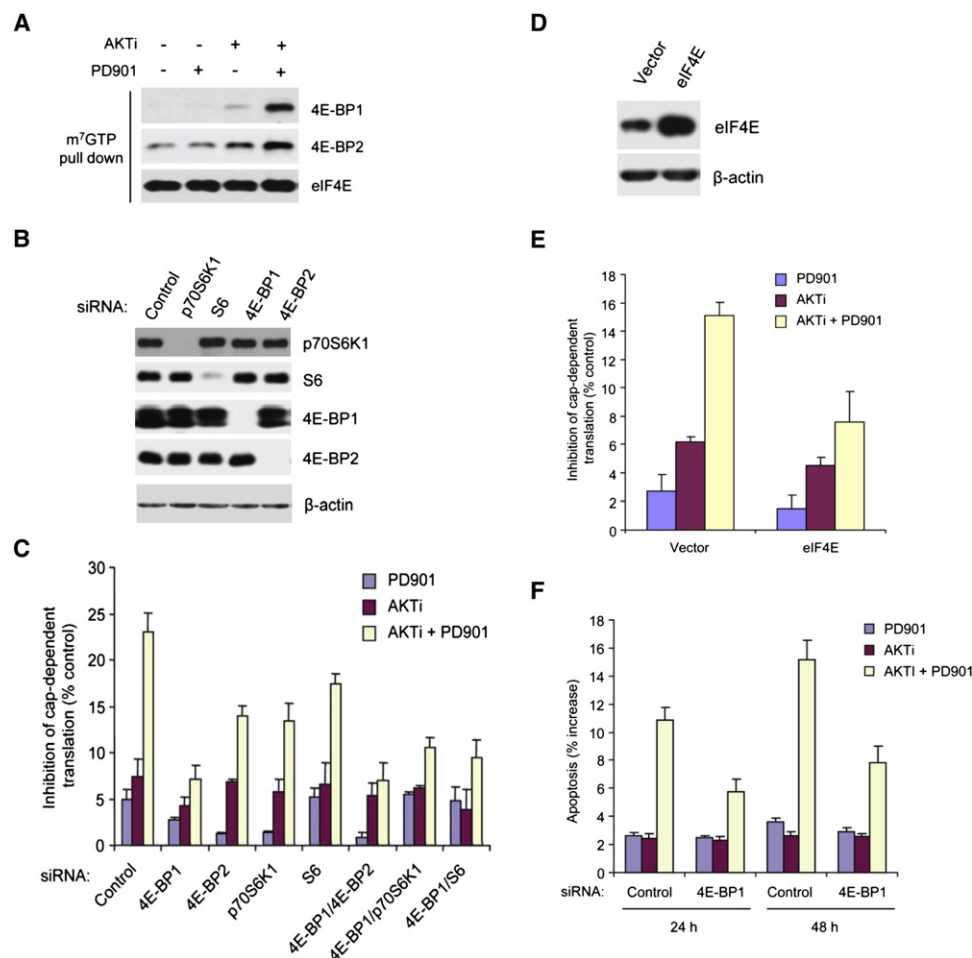 A
AKTi - - + +
PD901 - + - +
m⁷GTP
pull down
4E-BP1
4E-BP2
eIF4E
B
siRNA:
Control
p70S6K1
S6
4E-BP1
4E-BP2
p70S6K1
S6
4E-BP1
4E-BP2
β-actin
C
Inhibition of cap-dependent
translation (% control)
30
25
20
15
10
5
0
PD901
AKTi
AKTi + PD901
siRNA:
Control
4E-BP1
4E-BP2
p70S6K1
S6
4E-BP1/4E-BP2
4E-BP1/p70S6K1
4E-BP1/S6
D
Vector
eIF4E
eIF4E
β-actin
E
Inhibition of cap-dependent
translation (% control)
18
16
14
12
10
8
6
4
2
0
PD901
AKTi
AKTi + PD901
Vector
eIF4E
F
Apoptosis (% increase)
18
16
14
12
10
8
6
4
2
0
PD901
AKTi
AKTI + PD901
siRNA:
Control
4E-BP1
Control
4E-BP1
24 h
48 h